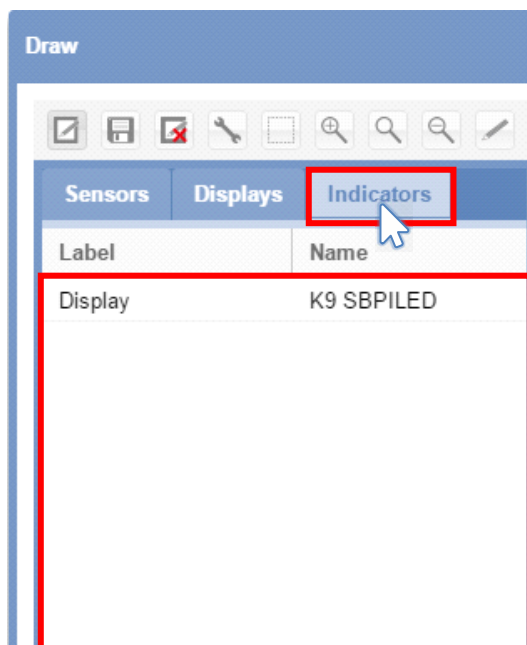 Draw
Sensors Displays Indicators
Label Name
Display K9 SBPILED